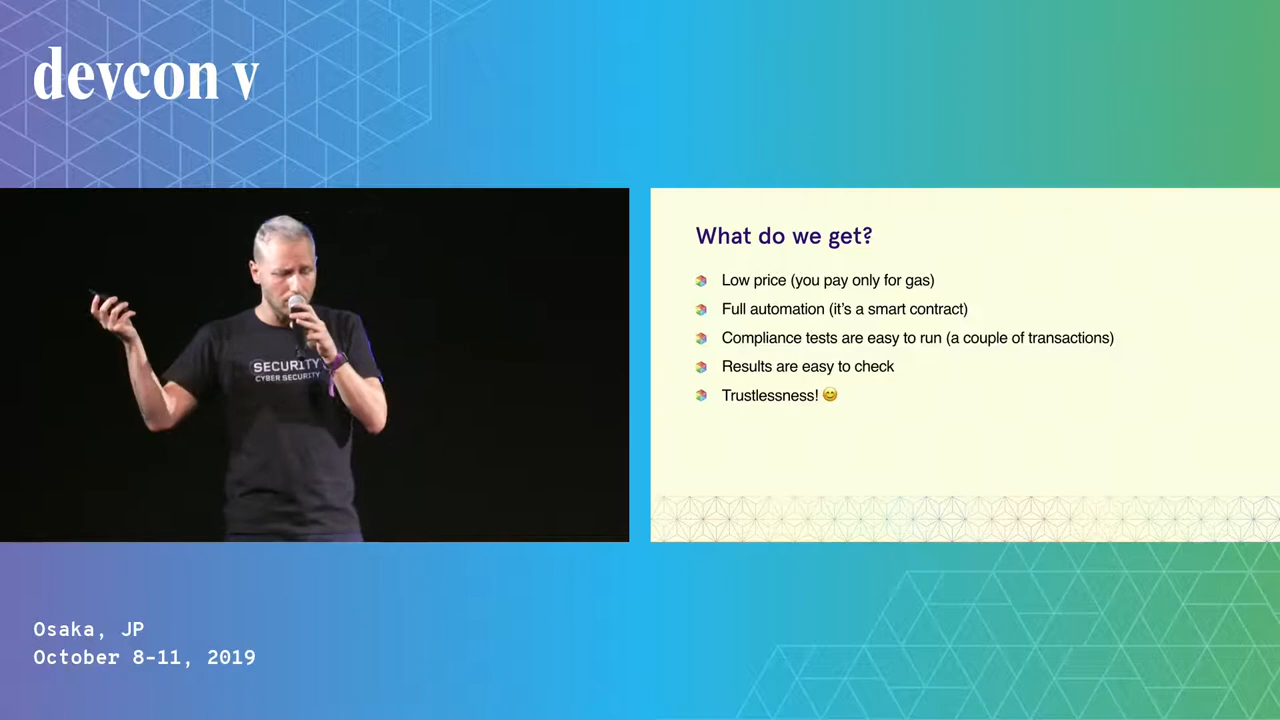 devcon v
SECURITY
CYBER SECURITY
What do we get?
Low price (you pay only for gas)
Full automation (it’s a smart contract)
Compliance tests are easy to run (a couple of transactions)
Results are easy to check
Trustlessness! 😊
Osaka, JP
October 8-11, 2019